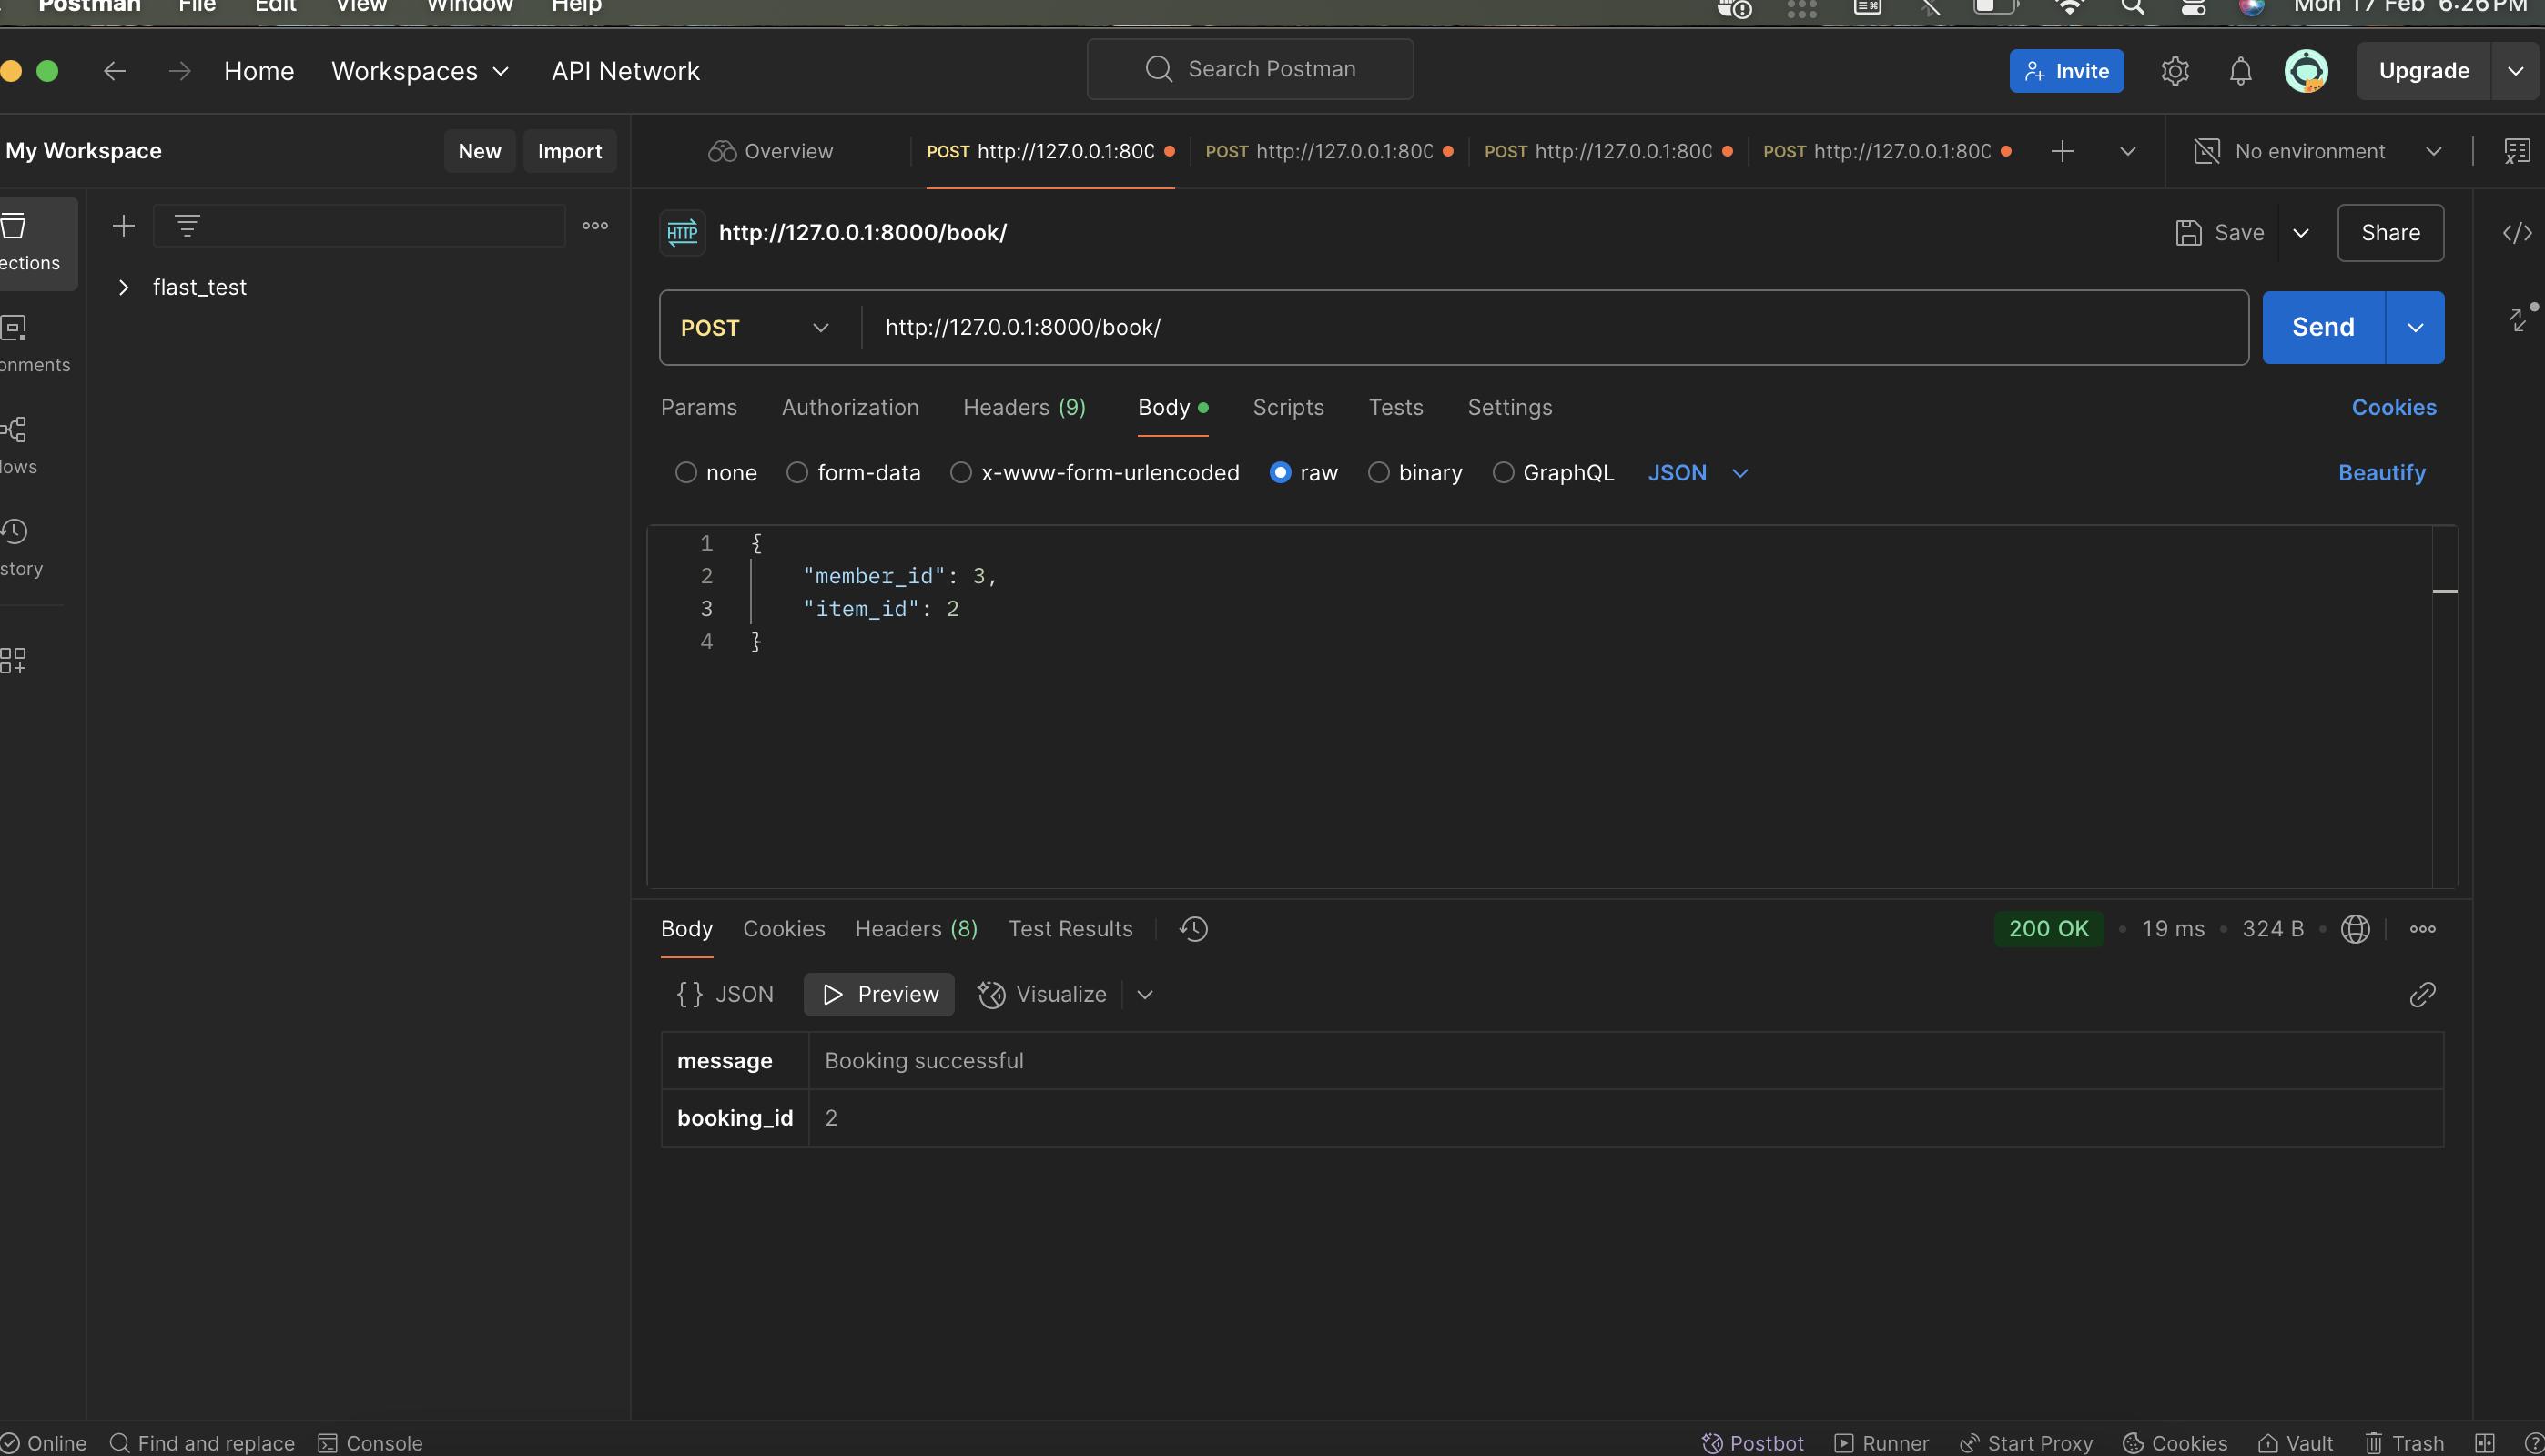 Postman File Edit View Window Help Mon 17 Feb 6:26 PM
Home Workspaces API Network Search Postman Invite Upgrade
My Workspace New Import Overview POST http://127.0.0.1:800 POST http://127.0.0.1:800 POST http://127.0.0.1:800 POST http://127.0.0.1:800 No environment
ections
HTTP http://127.0.0.1:8000/book/ Save Share
flast_test
POST http://127.0.0.1:8000/book/ Send
onments
Params Authorization Headers (9) Body Scripts Tests Settings Cookies
lows
none form-data x-www-form-urlencoded raw binary GraphQL JSON Beautify
story
1 {
2 "member_id": 3,
3 "item_id": 2
4 }
Body Cookies Headers (8) Test Results 200 OK 19 ms 324 B
{ } JSON Preview Visualize
message Booking successful
booking_id 2
Online Find and replace Console Postbot Runner Start Proxy Cookies Vault Trash